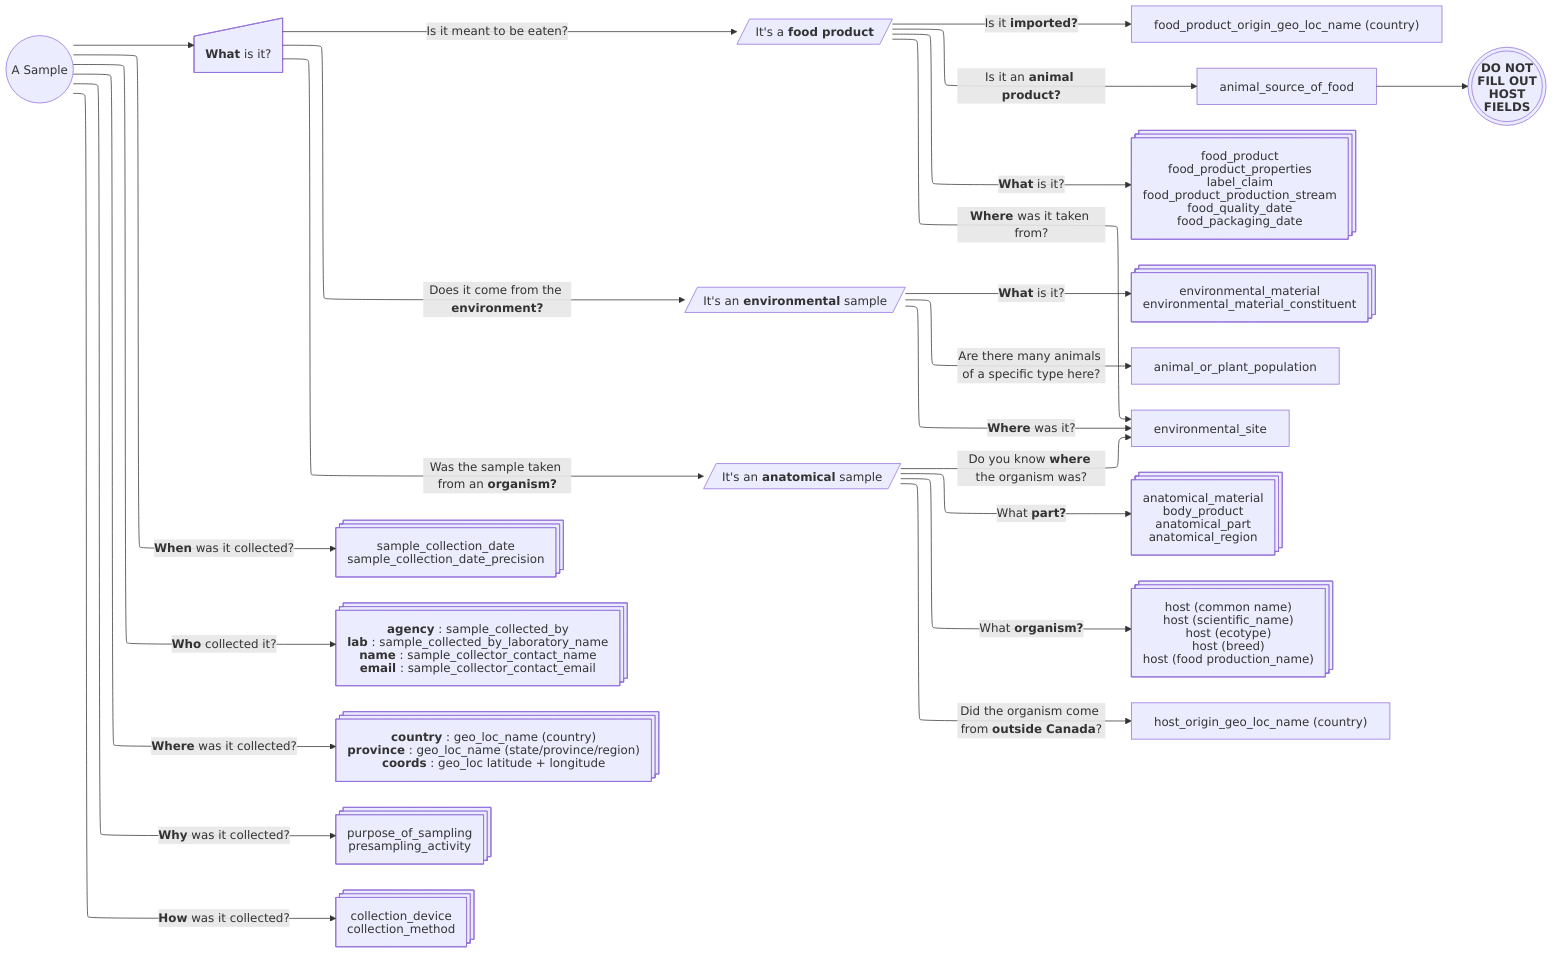 A Sample
What is it?
Is it meant to be eaten?
It's a food product
Is it imported?
food_product_origin_geo_loc_name (country)
Is it an animal
product?
animal_source_of_food
DO NOT
FILL OUT
HOST
FIELDS
What is it?
food_product
food_product_properties
label_claim
food_product_production_stream
food_quality_date
food_packaging_date
Where was it taken
from?
Does it come from the
environment?
It's an environmental sample
What is it?
environmental_material
environmental_material_constituent
Are there many animals
of a specific type here?
animal_or_plant_population
Where was it?
environmental_site
Was the sample taken
from an organism?
It's an anatomical sample
Do you know where
the organism was?
What part?
anatomical_material
body_product
anatomical_part
anatomical_region
What organism?
host (common name)
host (scientific_name)
host (ecotype)
host (breed)
host (food production_name)
Did the organism come
from outside Canada?
host_origin_geo_loc_name (country)
When was it collected?
sample_collection_date
sample_collection_date_precision
Who collected it?
agency : sample_collected_by
lab : sample_collected_by_laboratory_name
name : sample_collector_contact_name
email : sample_collector_contact_email
Where was it collected?
country : geo_loc_name (country)
province : geo_loc_name (state/province/region)
coords : geo_loc latitude + longitude
Why was it collected?
purpose_of_sampling
presampling_activity
How was it collected?
collection_device
collection_method